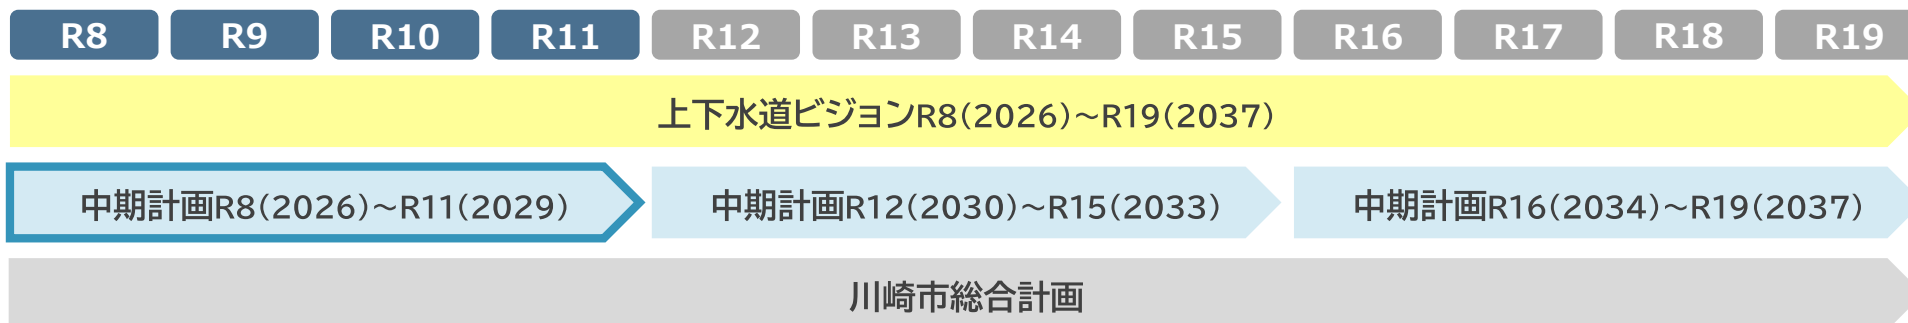 R8 R9 R10 R11 R12 R13 R14 R15 R16 R17 R18 R19
上下水道ビジョンR8(2026)~R19(2037)
中期計画R8(2026)~R11(2029) 中期計画R12(2030)~R15(2033) 中期計画R16(2034)~R19(2037)
川崎市総合計画